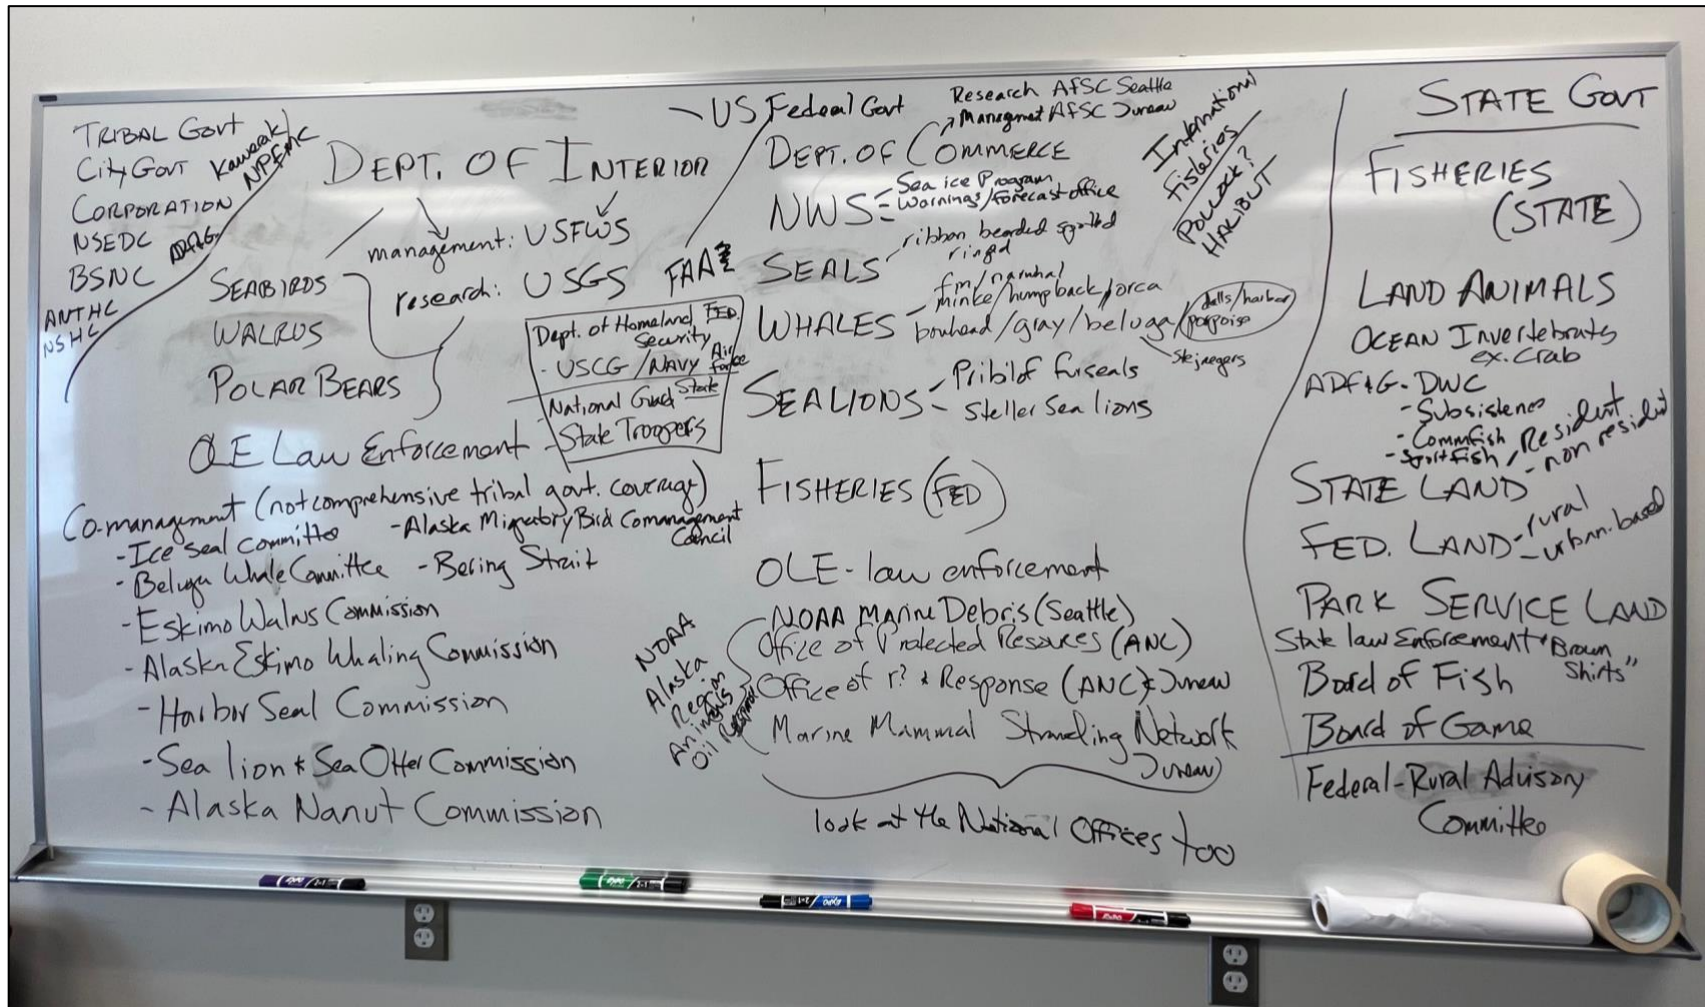 TRIBAL Govt
City Govt Kawerak
NPFMC
CORPORATION
NSEDC ADF&G
BSNC
ANTHC
NSHC
US Federal Govt
DEPT. OF INTERIOR
management: USFWS
research: USGS
FAA
SEABIRDS
WALRUS
POLAR BEARS
Dept. of Homeland FED.
Security
- USCG / NAVY Air
Force
National Guard State
State Troopers
OLE Law Enforcement
Co-management (not comprehensive tribal govt. coverage)
- Ice seal committee
- Alaska Migratory Bird Comanagement
Council
- Beluga Whale Committee - Bering Strait
- Eskimo Walrus Commission
- Alaska Eskimo Whaling Commission
- Harbor Seal Commission
- Sea lion & Sea Otter Commission
- Alaska Nanut Commission
Research AFSC Seattle
Managment AFSC Juneau
DEPT. OF COMMERCE
NWS - Sea ice Program
- Warnings/forecast office
SEALS ribbon bearded spotted
ringed
fin/narwhal
minke/humpback/orca
WHALES bowhead/gray/beluga/porpoise
dalls/harbor
stejnegers
SEALIONS - Pribilof furseals
- Steller Sea lions
International
Fisheries
POLLOCK?
HALIBUT
FISHERIES (FED)
OLE - law enforcement
NOAA Marine Debris (Seattle)
Office of Protected Resources (ANC)
Office of r? & Response (ANC) & Juneau
Marine Mammal Stranding Network
Juneau
NOAA
Alaska
Region
Animals
Oil
look at the National Offices too
STATE GOVT
FISHERIES
(STATE)
LAND ANIMALS
OCEAN Invertebrates
ex. Crab
ADF&G - DWC
- Subsistence
- Commfish
- Sportfish / Resident
- non resident
STATE LAND
FED. LAND - rural
- urban-based
PARK SERVICE LAND
State law Enforcement "Brown
Shirts"
Board of Fish
Board of Game
Federal-Rural Advisory
Committee